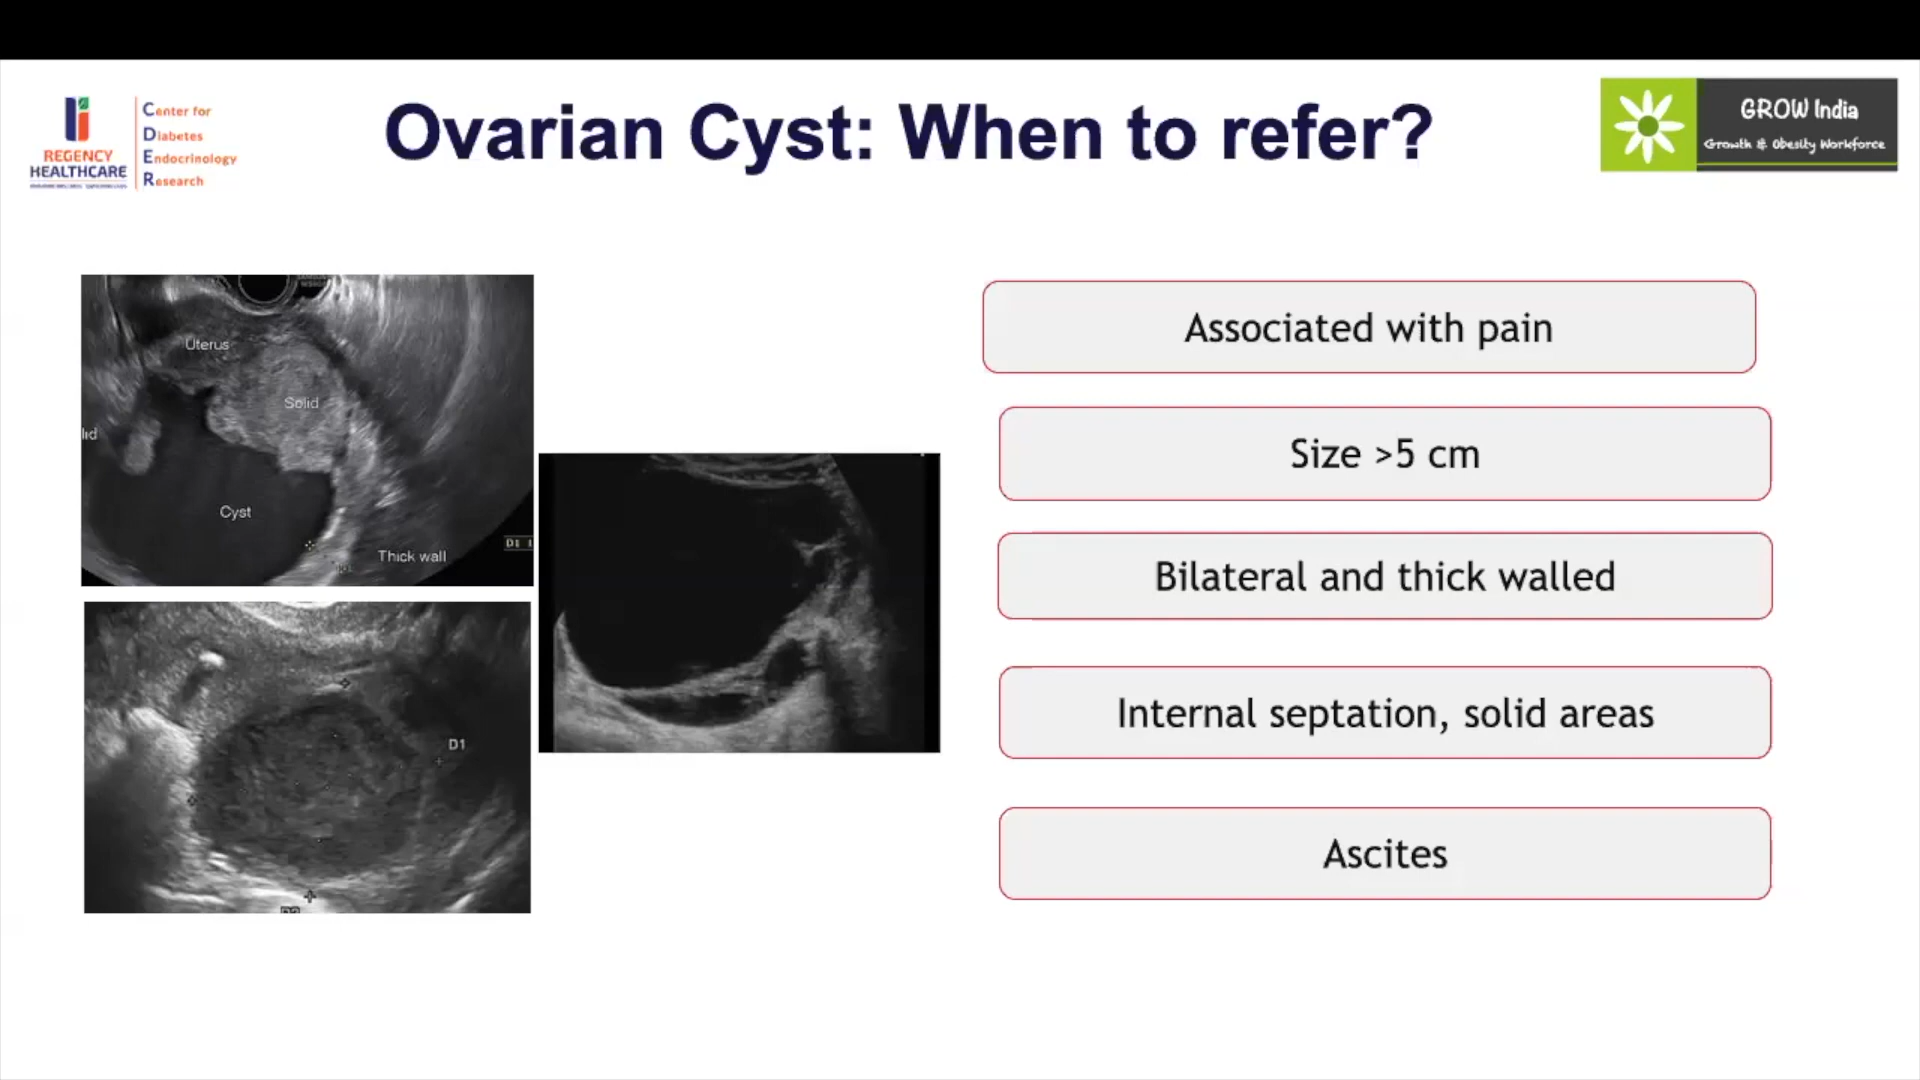 REGENCY
HEALTHCARE
Center for
Diabetes
Endocrinology
Research
Ovarian Cyst: When to refer?
GROW India
Growth & Obesity Workforce
Uterus
Solid
Cyst
Thick wall
D1
D1
Associated with pain
Size >5 cm
Bilateral and thick walled
Internal septation, solid areas
Ascites